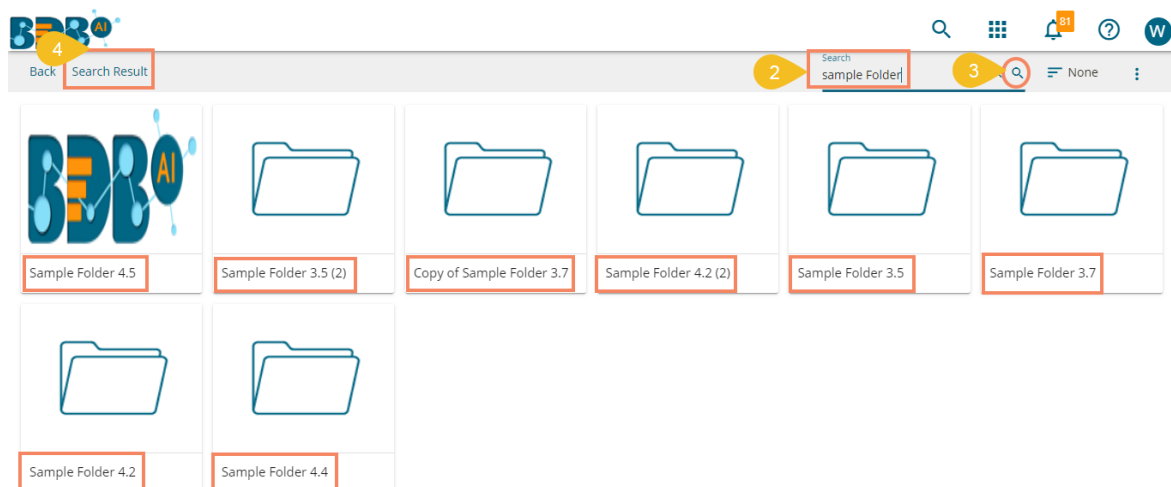 BDB AI
81
W
4
Back Search Result
2
Search
sample Folder
3
None
BDB AI
Sample Folder 4.5
Sample Folder 3.5 (2)
Copy of Sample Folder 3.7
Sample Folder 4.2 (2)
Sample Folder 3.5
Sample Folder 3.7
Sample Folder 4.2
Sample Folder 4.4